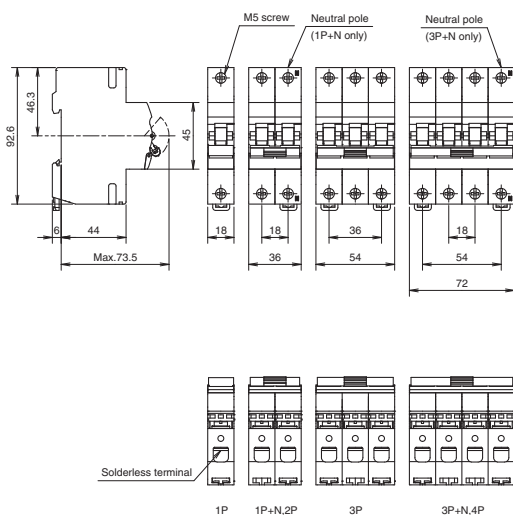 M5 screw
Neutral pole
(1P+N only)
Neutral pole
(3P+N only)
92.6
46.3
45
6
44
Max.73.5
18
18
36
36
54
18
54
72
Solderless terminal
1P
1P+N,2P
3P
3P+N,4P